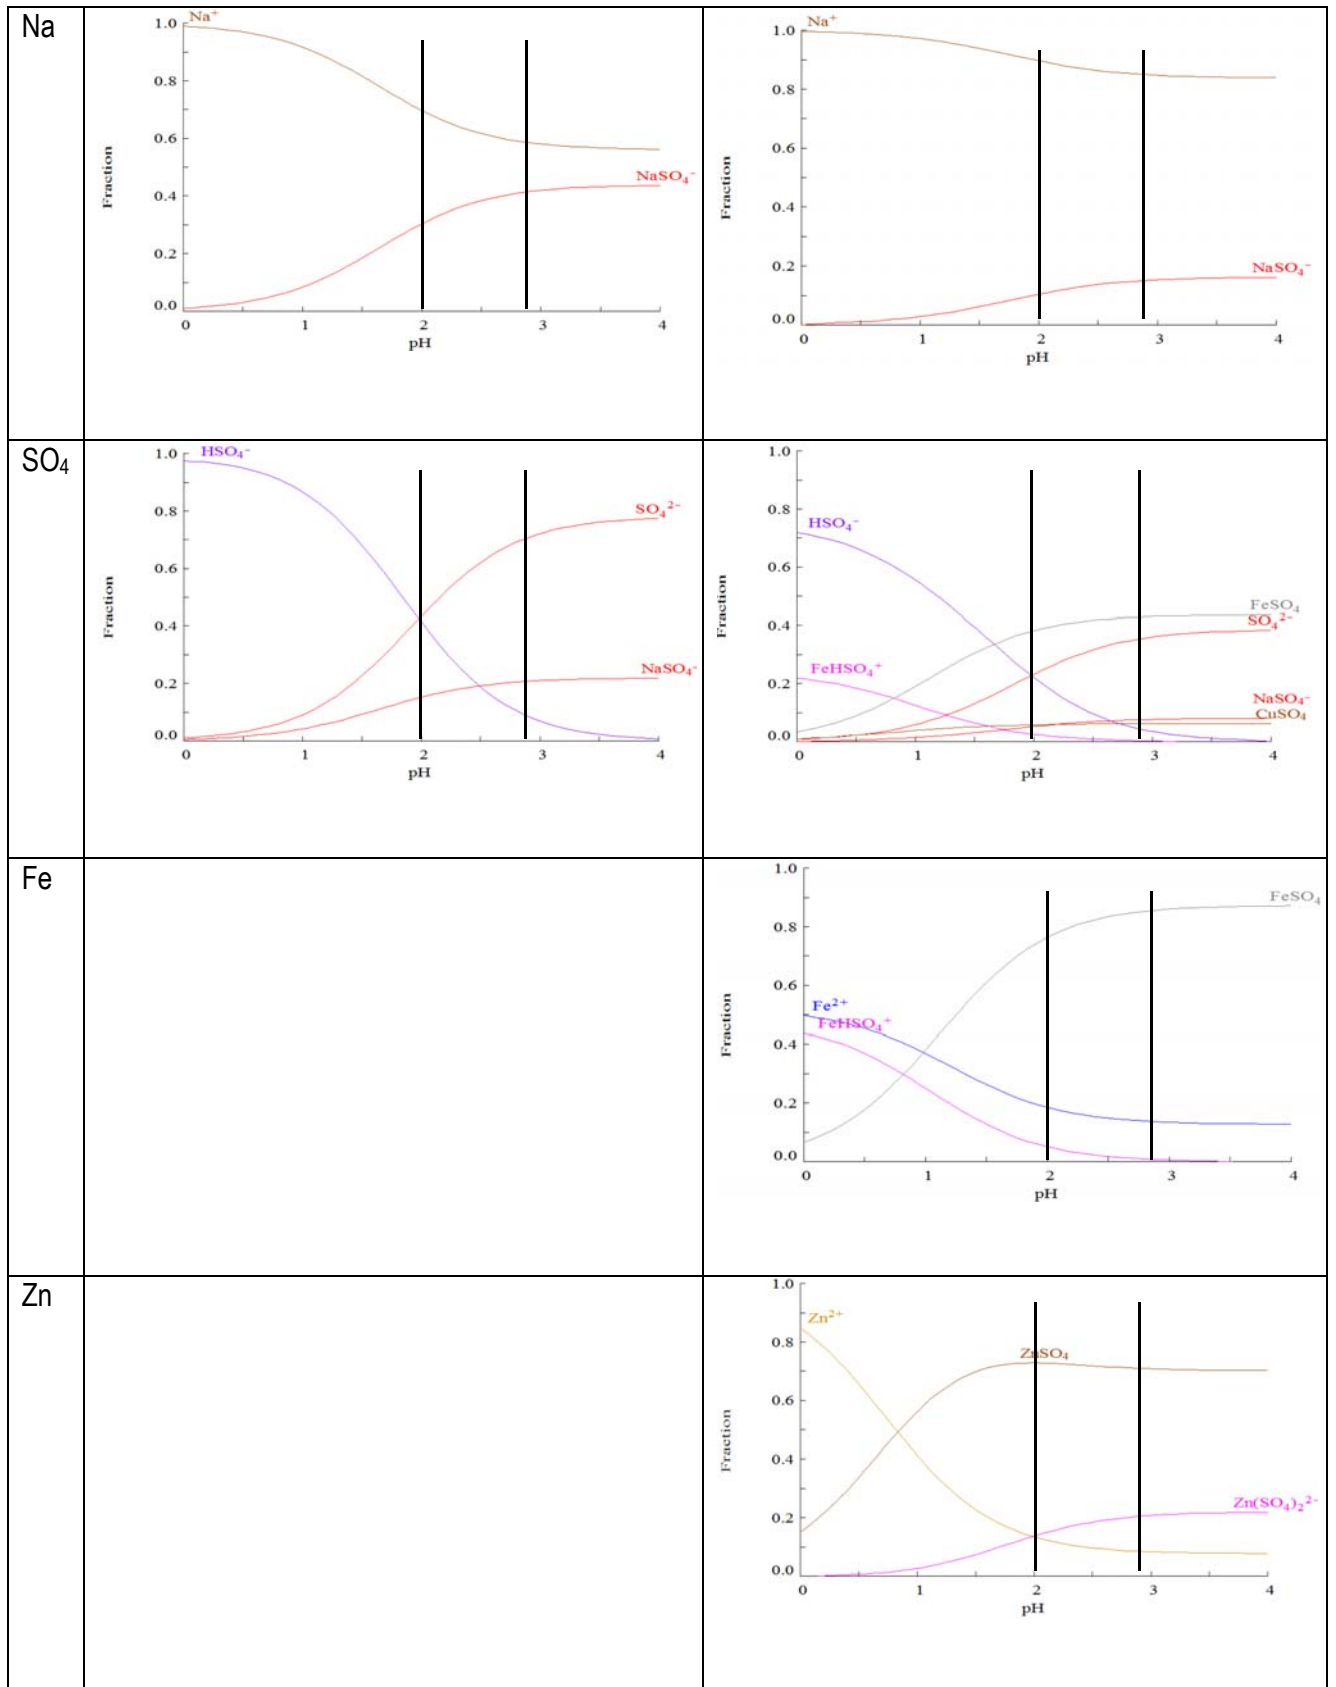 Na
1.0
Na⁺
0.8
0.6
Fraction
NaSO₄⁻
0.4
0.2
0.0
0 1 2 3 4
pH
1.0
Na⁺
0.8
0.6
Fraction
0.4
0.2
NaSO₄⁻
0.0
0 1 2 3 4
pH
SO₄
1.0
HSO₄⁻
0.8
SO₄²⁻
0.6
Fraction
0.4
0.2
NaSO₄⁻
0.0
0 1 2 3 4
pH
1.0
0.8
HSO₄⁻
0.6
Fraction
FeSO₄
SO₄²⁻
0.4
FeHSO₄⁺
0.2
NaSO₄⁻
CuSO₄
0.0
0 1 2 3 4
pH
Fe
1.0
FeSO₄
0.8
0.6
Fe²⁺
FeHSO₄⁺
Fraction
0.4
0.2
0.0
0 1 2 3 4
pH
Zn
1.0
Zn²⁺
0.8
ZnSO₄
0.6
Fraction
0.4
Zn(SO₄)₂²⁻
0.2
0.0
0 1 2 3 4
pH